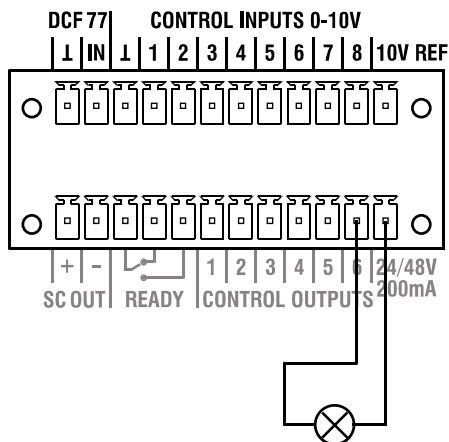 DCF 77 CONTROL INPUTS 0-10V
⊥ IN ⊥ 1 2 3 4 5 6 7 8 10V REF
+ - 1 2 3 4 5 6 24/48V
SC OUT READY CONTROL OUTPUTS 200mA